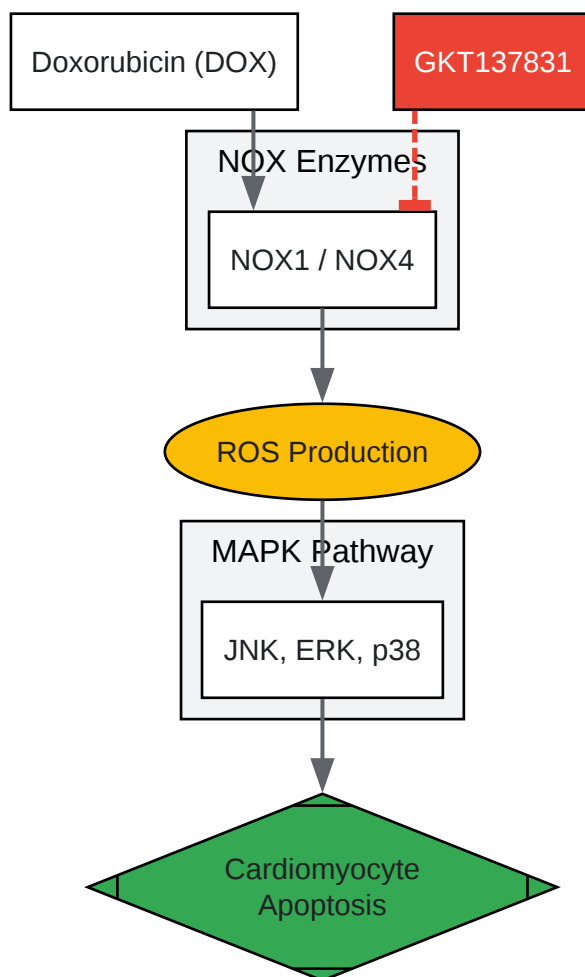 Doxorubicin (DOX)
GKT137831
NOX Enzymes
NOX1 / NOX4
ROS Production
MAPK Pathway
JNK, ERK, p38
Cardiomyocyte
Apoptosis